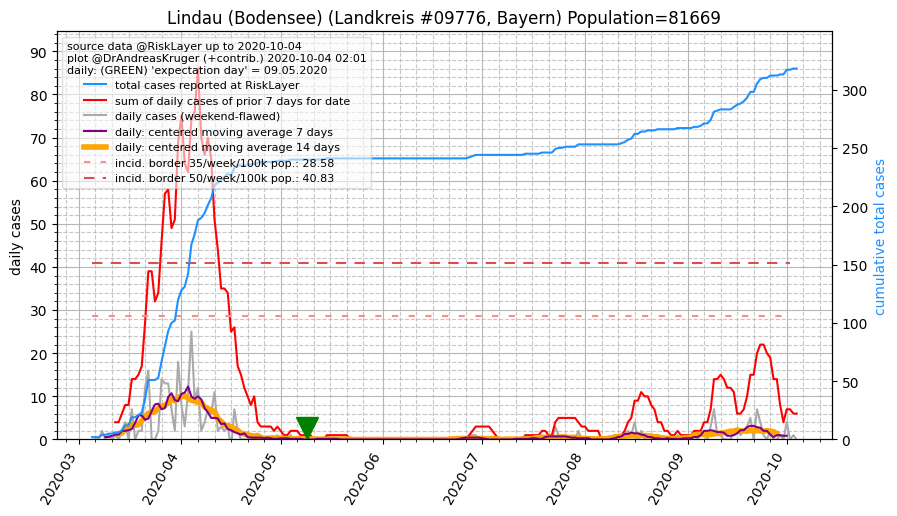 Lindau (Bodensee) (Landkreis #09776, Bayern) Population=81669
source data @RiskLayer up to 2020-10-04
plot @DrAndreasKruger (+contrib.) 2020-10-04 02:01
daily: (GREEN) 'expectation day' = 09.05.2020
total cases reported at RiskLayer
sum of daily cases of prior 7 days for date
daily cases (weekend-flawed)
daily: centered moving average 7 days
daily: centered moving average 14 days
incid. border 35/week/100k pop.: 28.58
incid. border 50/week/100k pop.: 40.83
daily cases
90
80
70
60
50
40
30
20
10
0
cumulative total cases
300
250
200
150
100
50
0
2020-03
2020-04
2020-05
2020-06
2020-07
2020-08
2020-09
2020-10